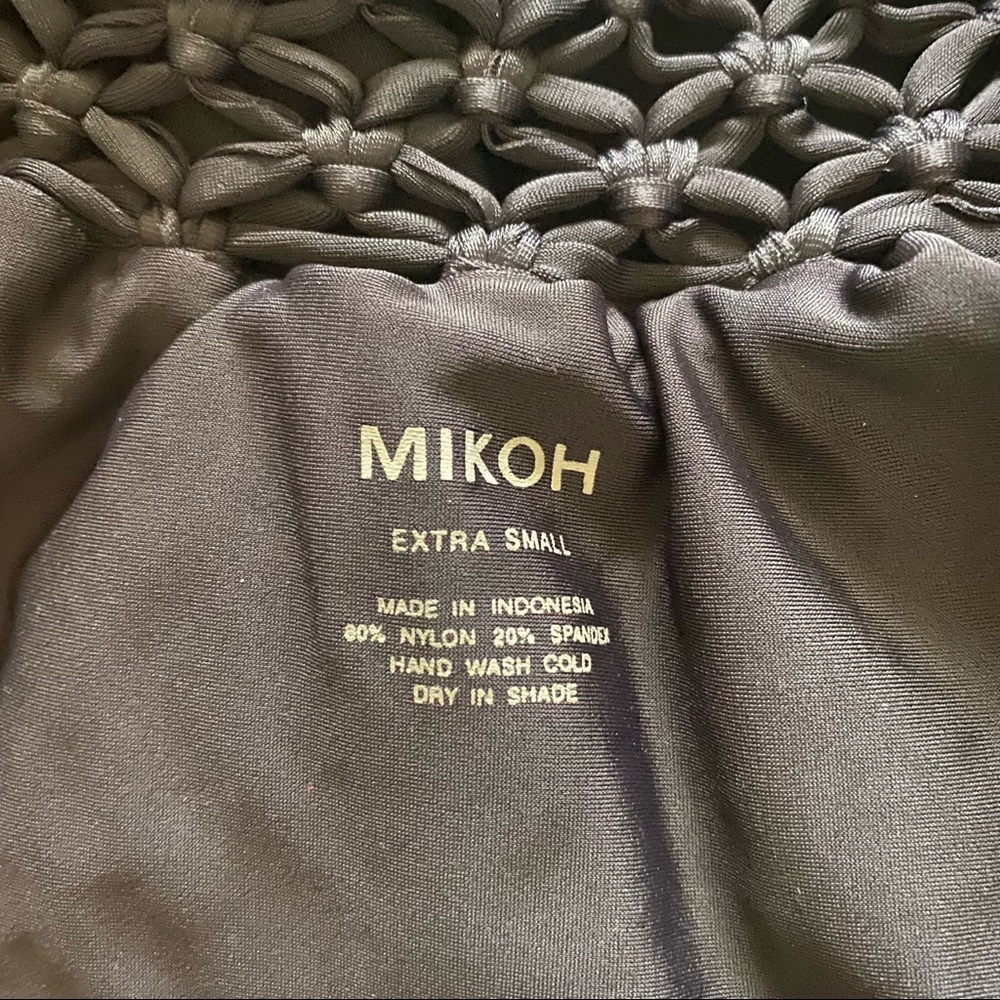 MIKOH
EXTRA SMALL
MADE IN INDONESIA
80% NYLON 20% SPANDEX
HAND WASH COLD
DRY IN SHADE